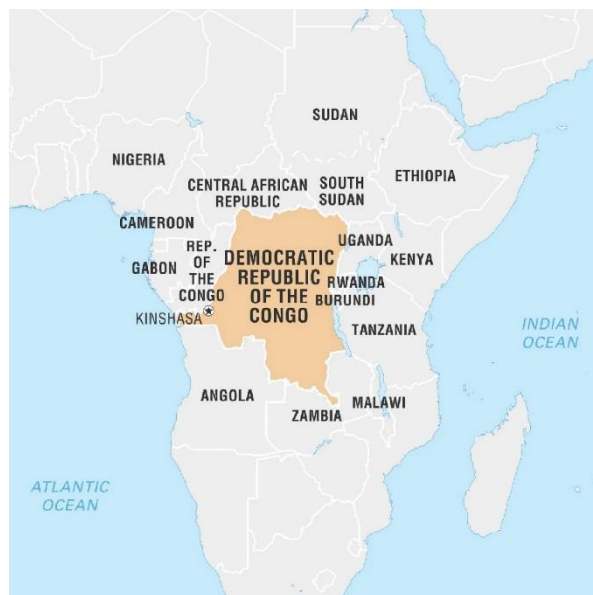 SUDAN
NIGERIA
ETHIOPIA
CENTRAL AFRICAN
REPUBLIC
SOUTH
SUDAN
CAMEROON
UGANDA
REP.
OF
THE
CONGO
GABON
DEMOCRATIC
REPUBLIC
OF THE
CONGO
KENYA
RWANDA
BURUNDI
KINSHASA
TANZANIA
INDIAN
OCEAN
ANGOLA
ZAMBIA
MALAWI
ATLANTIC
OCEAN